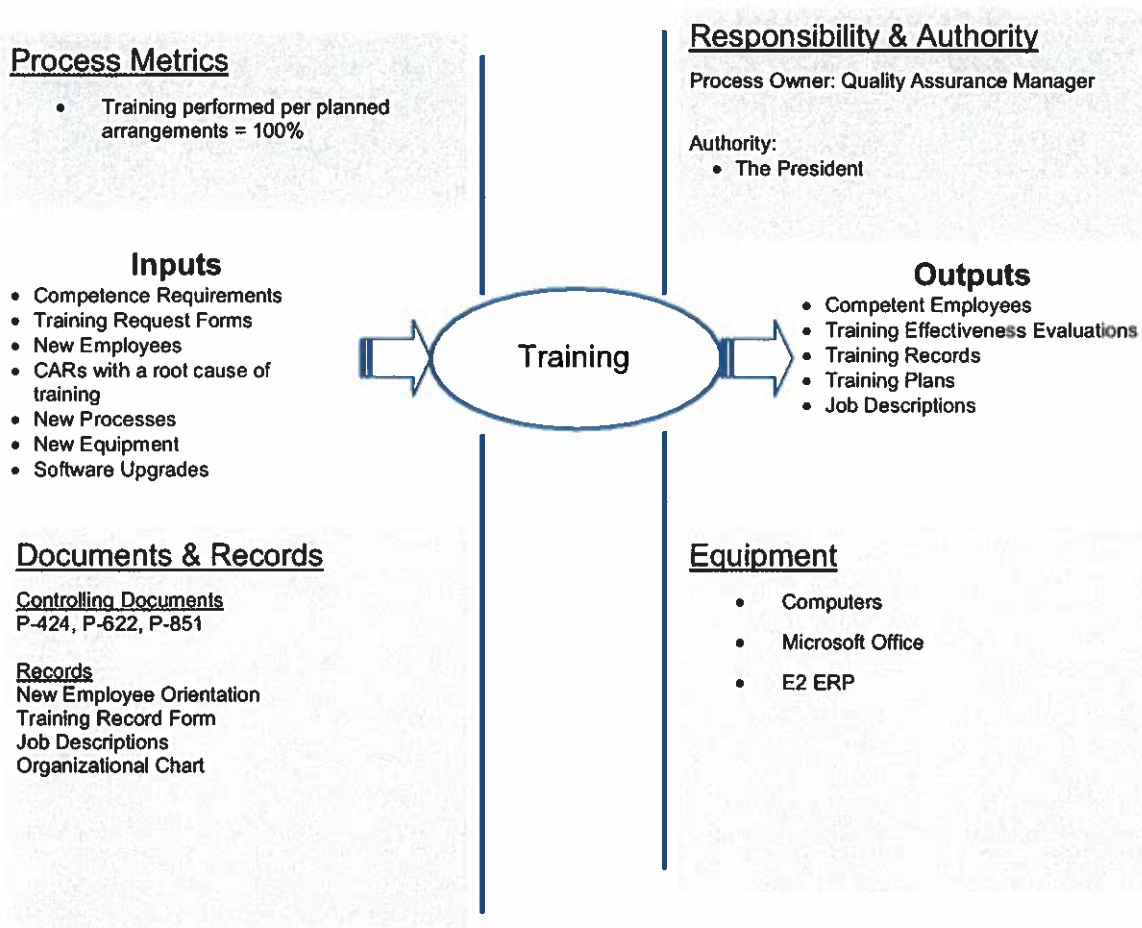 Process Metrics
• Training performed per planned
arrangements = 100%
Responsibility & Authority
Process Owner: Quality Assurance Manager
Authority:
• The President
Inputs
• Competence Requirements
• Training Request Forms
• New Employees
• CARs with a root cause of
training
• New Processes
• New Equipment
• Software Upgrades
Training
Outputs
• Competent Employees
• Training Effectiveness Evaluations
• Training Records
• Training Plans
• Job Descriptions
Documents & Records
Controlling Documents
P-424, P-622, P-851
Records
New Employee Orientation
Training Record Form
Job Descriptions
Organizational Chart
Equipment
• Computers
• Microsoft Office
• E2 ERP